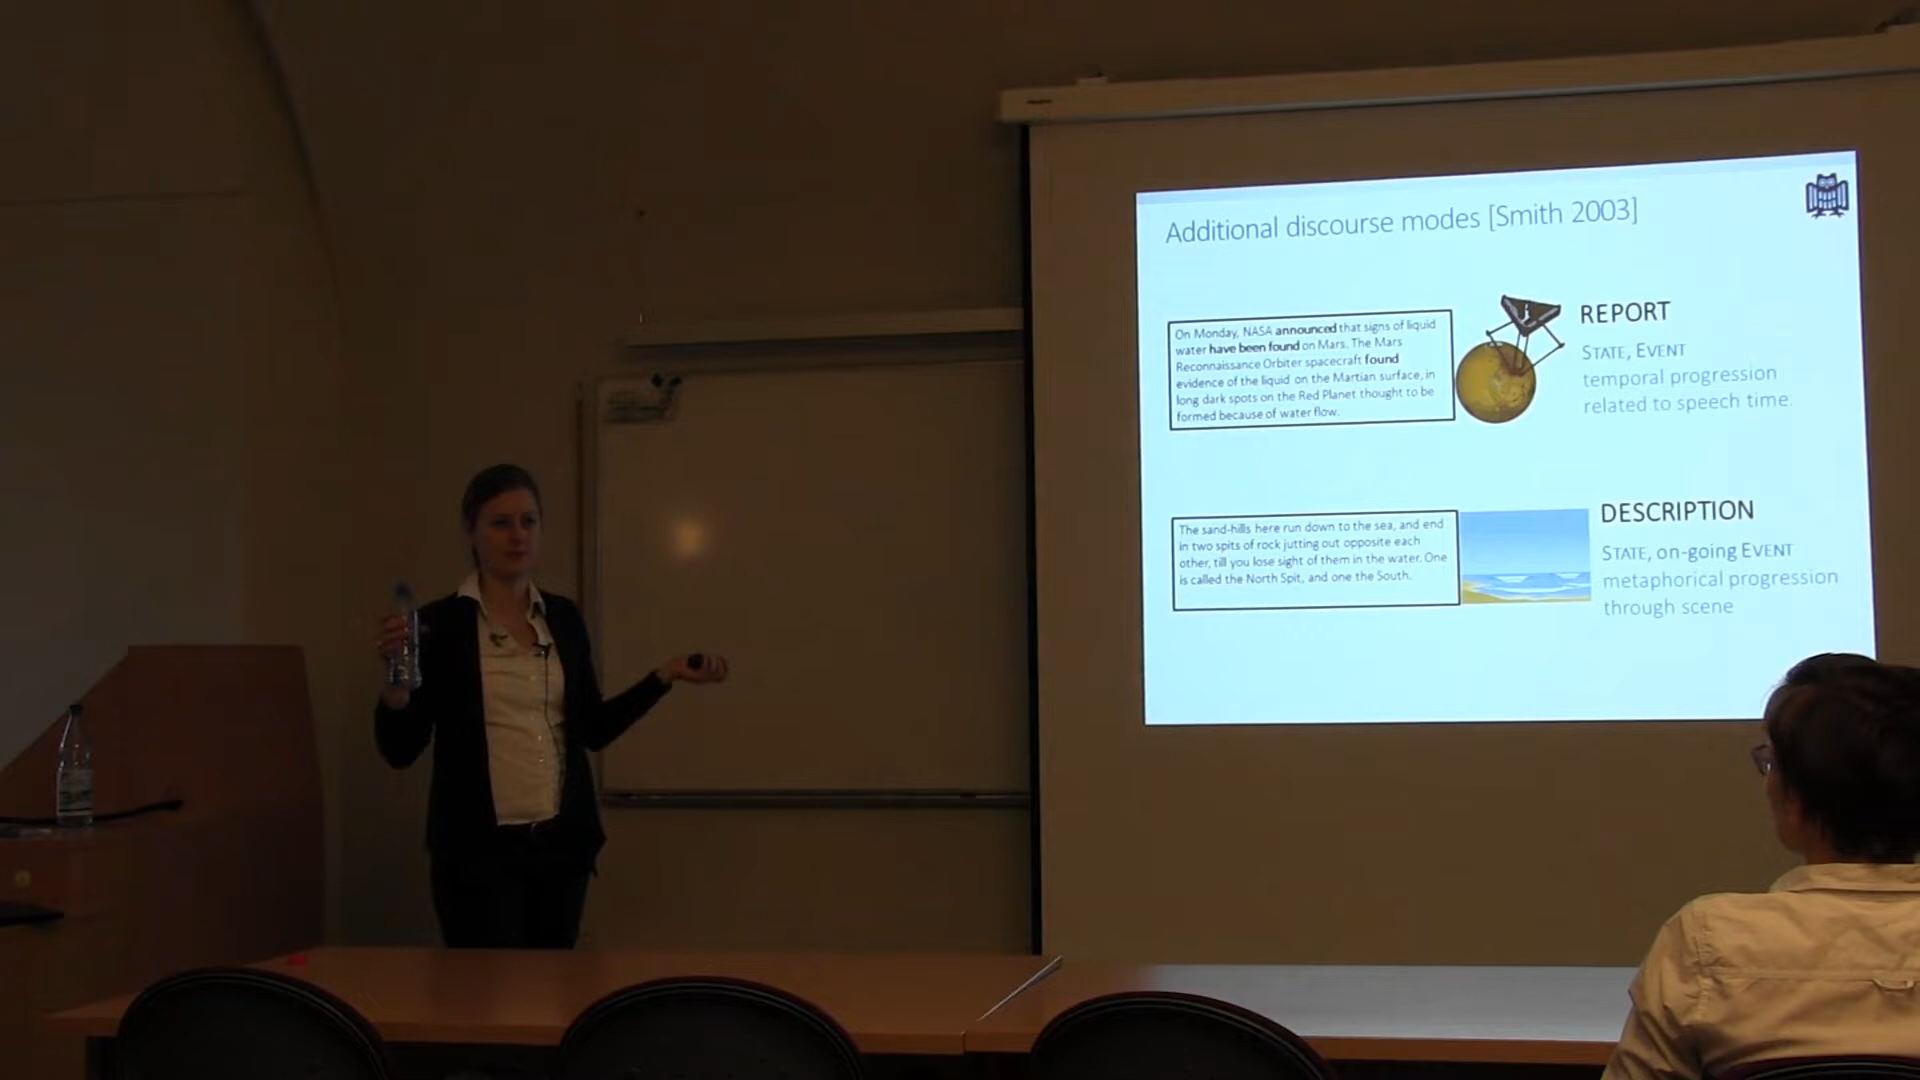 Additional discourse modes [Smith 2003]
On Monday, NASA announced that signs of liquid
water have been found on Mars. The Mars
Reconnaissance Orbiter spacecraft found
evidence of the liquid on the Martian surface, in
long dark spots on the Red Planet thought to be
formed because of water flow.
REPORT
STATE, EVENT
temporal progression
related to speech time.
The sand-hills here run down to the sea, and end
in two spits of rock jutting out opposite each
other, till you lose sight of them in the water. One
is called the North Spit, and one the South.
DESCRIPTION
STATE, on-going EVENT
metaphorical progression
through scene